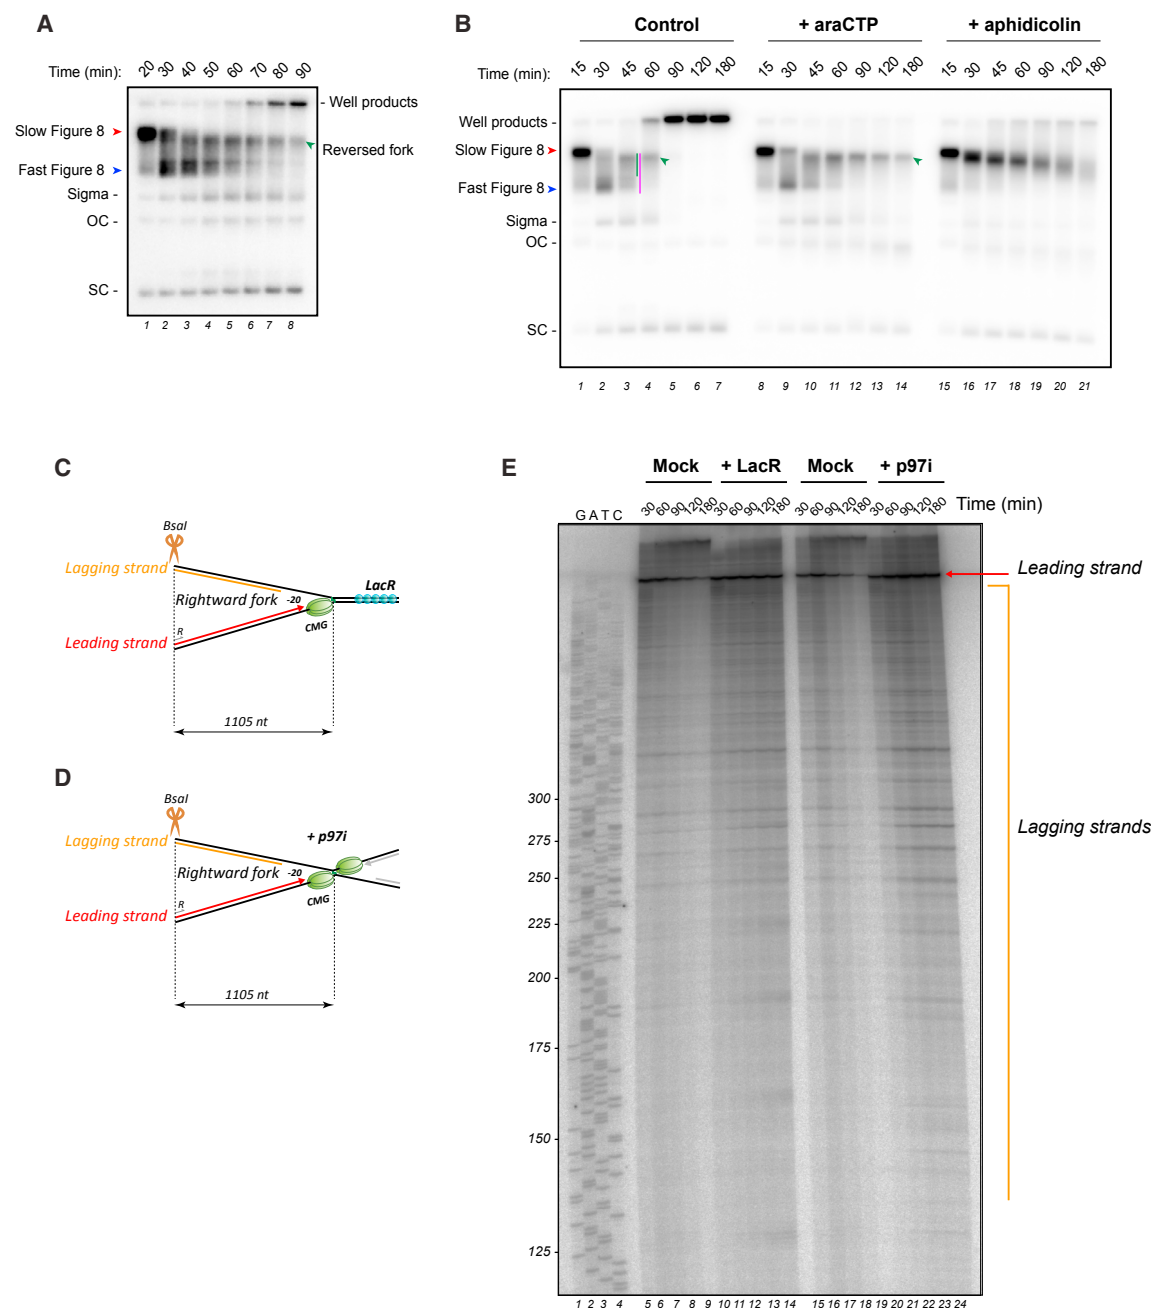 A
Time (min): 20 30 40 50 60 70 80 90
- Well products
Slow Figure 8
Reversed fork
Fast Figure 8
Sigma -
OC -
SC -
1 2 3 4 5 6 7 8
B
Control + araCTP + aphidicolin
Time (min): 15 30 45 60 90 120 180 15 30 45 60 90 120 180 15 30 45 60 90 120 180
Well products -
Slow Figure 8
Fast Figure 8
Sigma -
OC -
SC -
1 2 3 4 5 6 7 8 9 10 11 12 13 14 15 16 17 18 19 20 21
C
BsaI
Lagging strand
LacR
Rightward fork -20
CMG
R
Leading strand
1105 nt
D
BsaI
+ p97i
Lagging strand
Rightward fork -20
CMG
R
Leading strand
1105 nt
E
Mock + LacR Mock + p97i
G A T C 30 60 90 120 180 30 60 90 120 180 30 60 90 120 180 30 60 90 120 180 Time (min)
Leading strand
300 -
Lagging strands
275 -
250 -
225 -
200 -
175 -
150 -
125 -
1 2 3 4 5 6 7 8 9 10 11 12 13 14 15 16 17 18 19 20 21 22 23 24